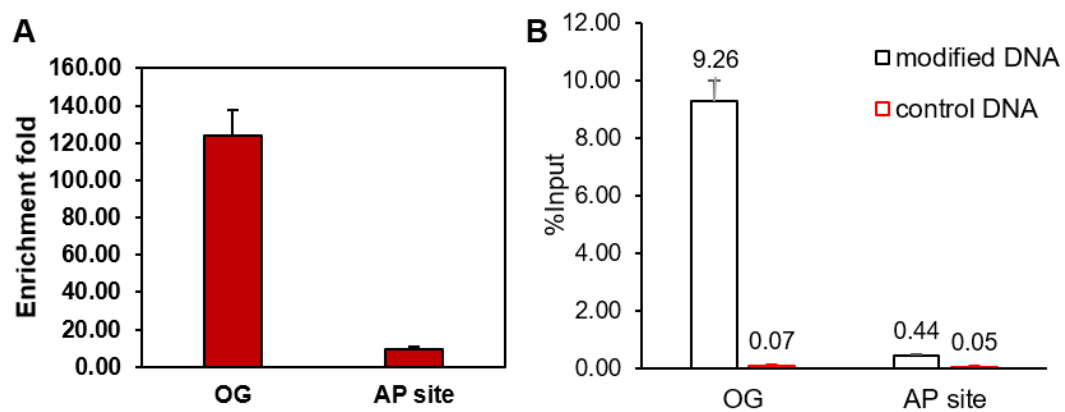 A
Enrichment fold
160.00
140.00
120.00
100.00
80.00
60.00
40.00
20.00
0.00
OG
AP site
B
%Input
12.00
10.00
8.00
6.00
4.00
2.00
0.00
9.26
0.07
0.44
0.05
OG
AP site
modified DNA
control DNA